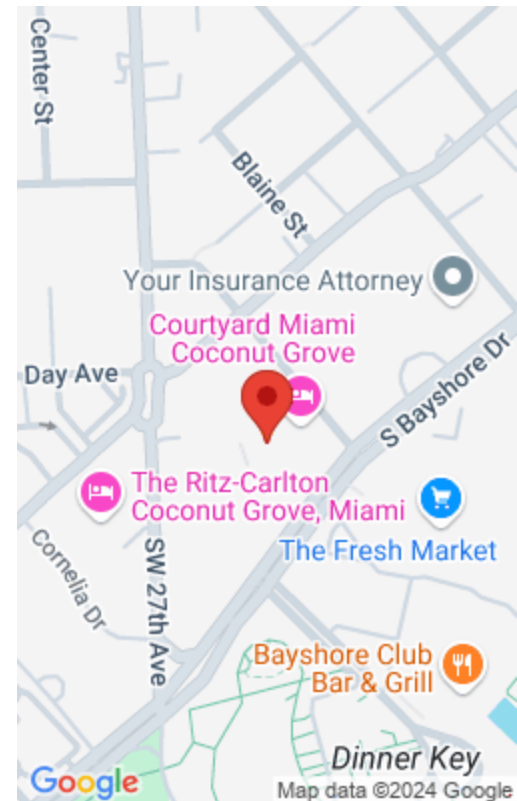 Center St
Blaine St
Your Insurance Attorney
Courtyard Miami
Coconut Grove
Day Ave
S Bayshore Dr
The Ritz-Carlton
Coconut Grove, Miami
The Fresh Market
Cornelia Dr
SW 27th Ave
Bayshore Club
Bar & Grill
Dinner Key
Google
Map data ©2024 Google